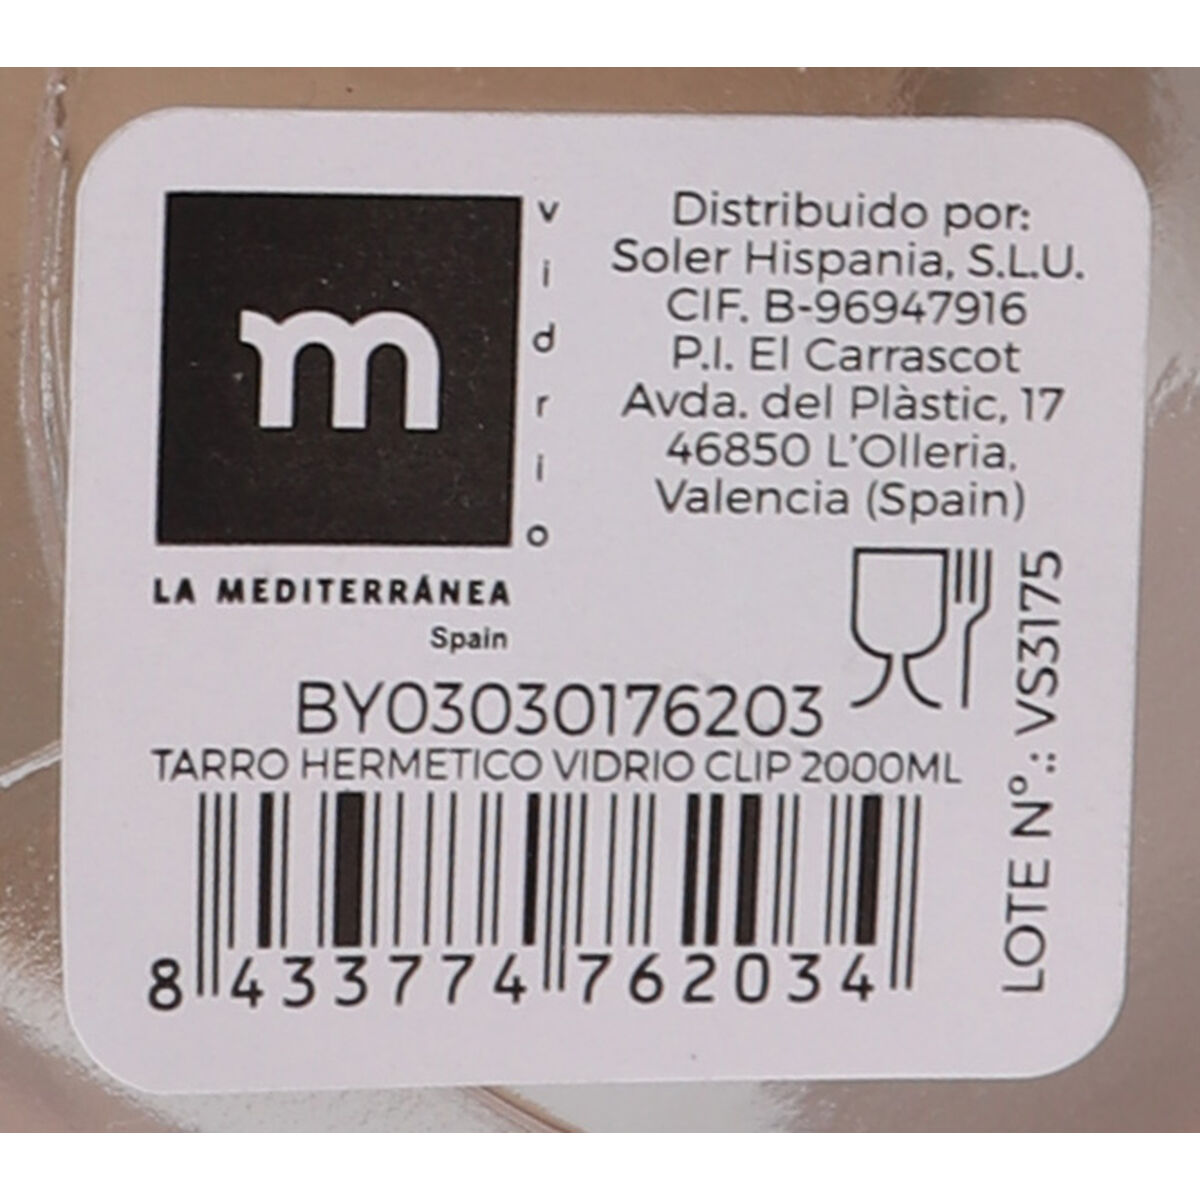 m
vidrio
LA MEDITERRÁNEA
Spain
Distribuido por:
Soler Hispania, S.L.U.
CIF. B-96947916
P.I. El Carrascot
Avda. del Plàstic, 17
46850 L'Olleria,
Valencia (Spain)
BY03030176203
TARRO HERMETICO VIDRIO CLIP 2000ML
8 433774 762034
LOTE Nº.: VS3175